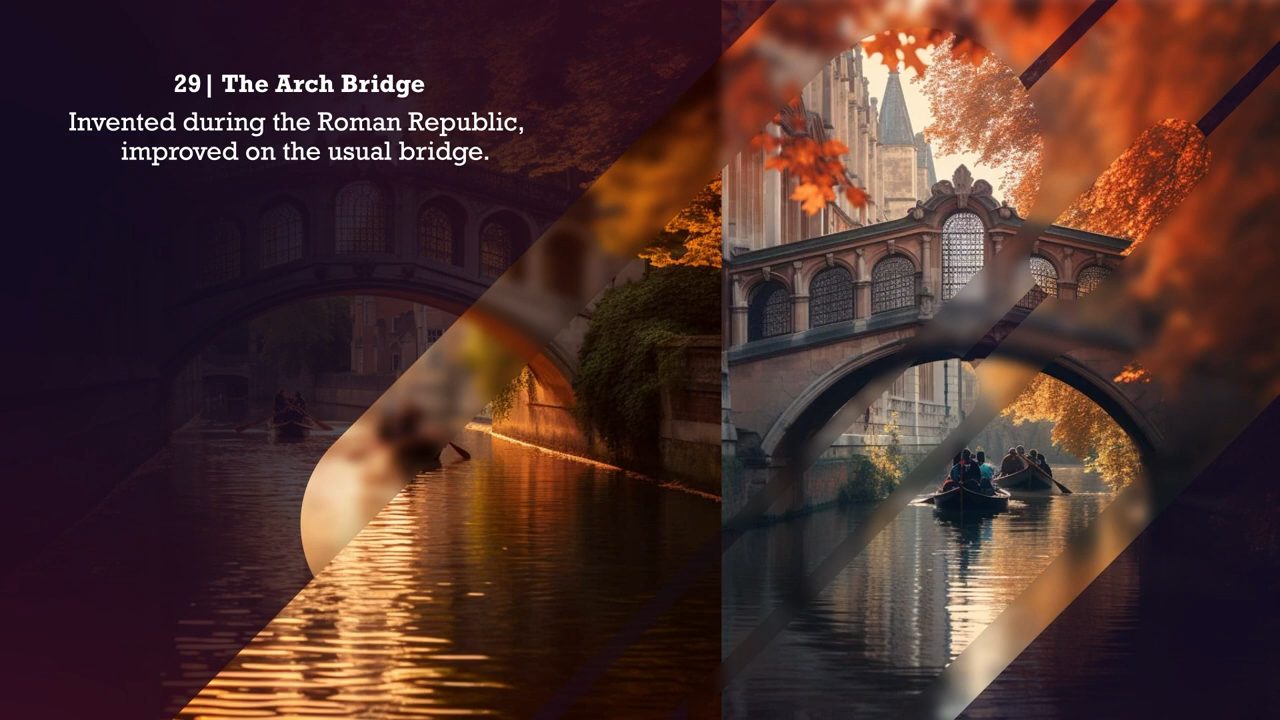 29| The Arch Bridge
Invented during the Roman Republic,
improved on the usual bridge.